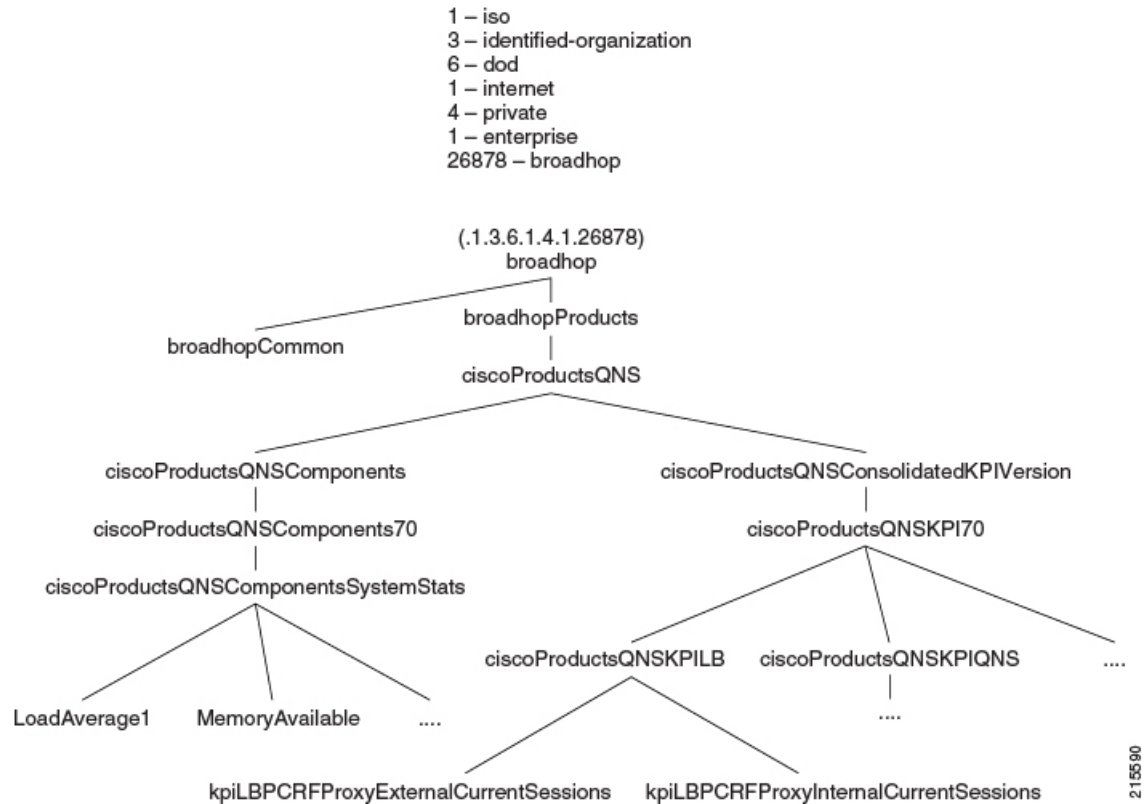 1 – iso
3 – identified-organization
6 – dod
1 – internet
4 – private
1 – enterprise
26878 – broadhop
(.1.3.6.1.4.1.26878)
broadhop
broadhopProducts
broadhopCommon
ciscoProductsQNS
ciscoProductsQNSComponents
ciscoProductsQNSConsolidatedKPIVersion
ciscoProductsQNSComponents70
ciscoProductsQNSKPI70
ciscoProductsQNSComponentsSystemStats
ciscoProductsQNSKPILB
ciscoProductsQNSKPIQNS
....
LoadAverage1
MemoryAvailable
....
....
kpiLBPCRFProxyExternalCurrentSessions
kpiLBPCRFProxyInternalCurrentSessions
215590